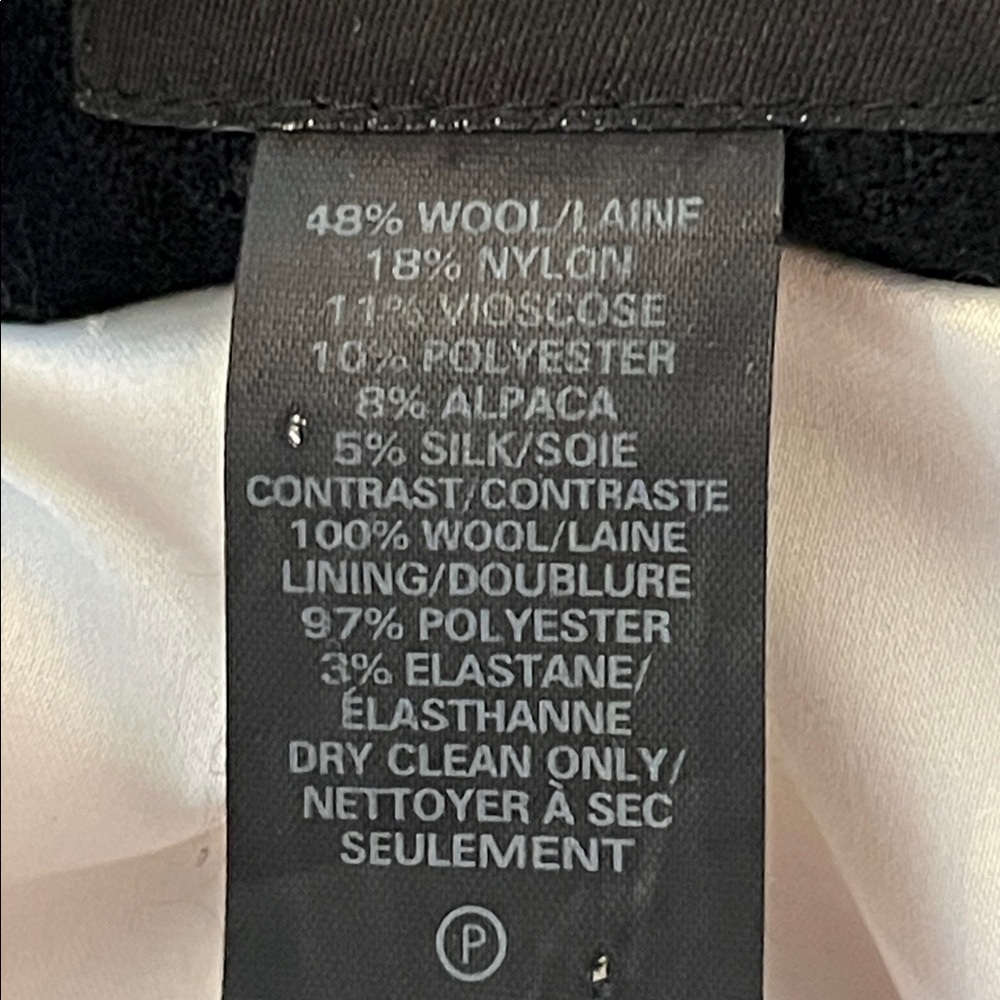 48% WOOL/LAINE
18% NYLON
11% VIOSCOSE
10% POLYESTER
8% ALPACA
5% SILK/SOIE
CONTRAST/CONTRASTE
100% WOOL/LAINE
LINING/DOUBLURE
97% POLYESTER
3% ELASTANE/
ÉLASTHANNE
DRY CLEAN ONLY/
NETTOYER À SEC
SEULEMENT
P